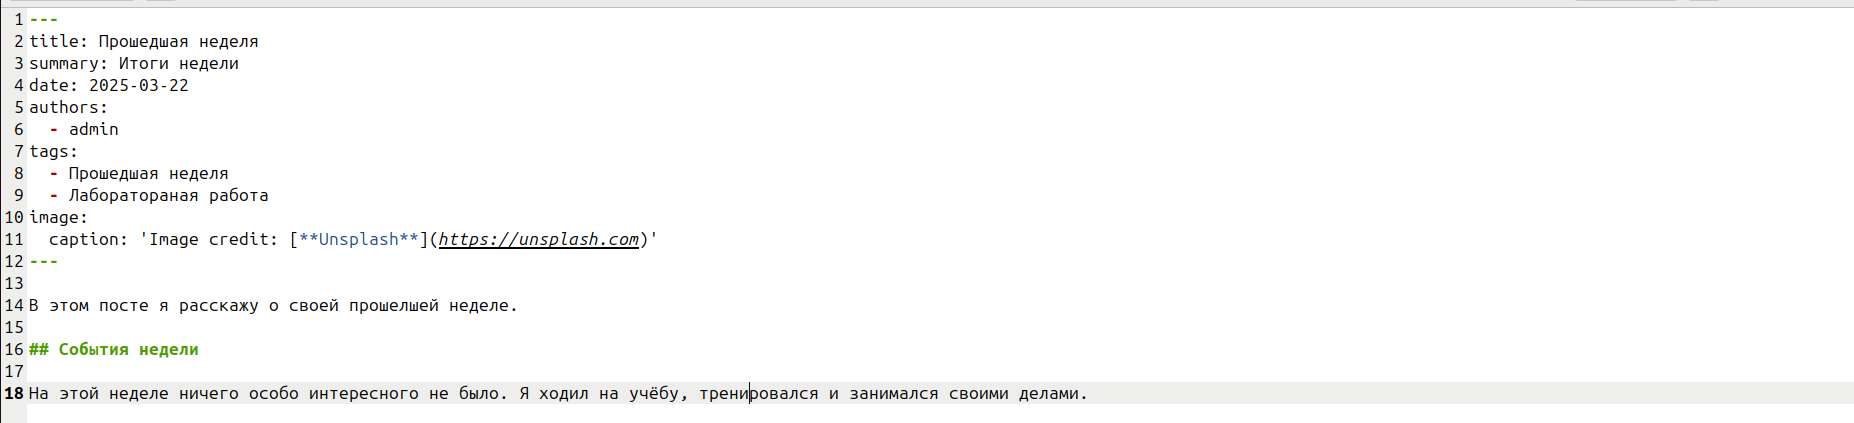 1 ---
2 title: Прошедшая неделя
3 summary: Итоги недели
4 date: 2025-03-22
5 authors:
6   - admin
7 tags:
8   - Прошедшая неделя
9   - Лаборатораная работа
10 image:
11   caption: 'Image credit: [**Unsplash**](https://unsplash.com)'
12 ---
13
14 В этом посте я расскажу о своей прошелшей неделе.
15
16 ## События недели
17
18 На этой неделе ничего особо интересного не было. Я ходил на учёбу, тренировался и занимался своими делами.